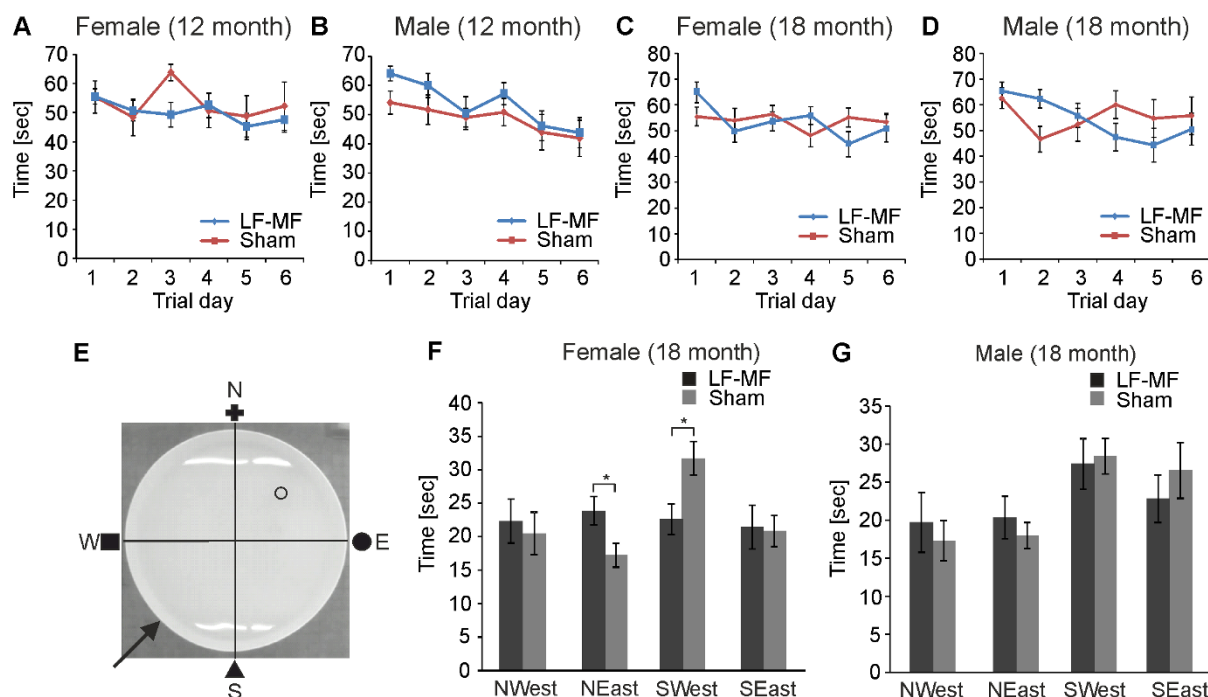 A Female (12 month)
Time [sec]
70
60
50
40
30
20
10
0
LF-MF
Sham
1 2 3 4 5 6
Trial day
B Male (12 month)
Time [sec]
70
60
50
40
30
20
10
0
LF-MF
Sham
1 2 3 4 5 6
Trial day
C Female (18 month)
Time [sec]
80
70
60
50
40
30
20
10
0
LF-MF
Sham
1 2 3 4 5 6
Trial day
D Male (18 month)
Time [sec]
80
70
60
50
40
30
20
10
0
LF-MF
Sham
1 2 3 4 5 6
Trial day
E
N
W
E
S
F Female (18 month)
LF-MF
Sham
Time [sec]
40
35
30
25
20
15
10
5
0
*
*
NWest NEast SWest SEast
G Male (18 month)
LF-MF
Sham
Time [sec]
35
30
25
20
15
10
5
0
NWest NEast SWest SEast